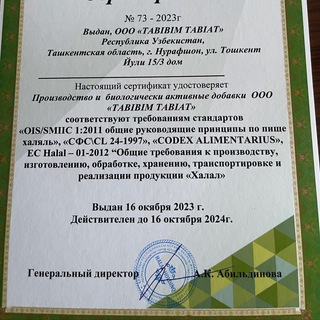 № 73 - 2023г
Выдан, ООО «TABIBIM TABIAT»
Республика Узбекистан,
Ташкентская область, г. Нурафшон, ул. Тошкент
Йули 15/3 дом
Настоящий сертификат удостоверяет
Производство и биологически активные добавки ООО
«TABIBIM TABIAT»
соответствуют требованиям стандартов
«OIS/SMIIC 1:2011 общие руководящие принципы по пище
халяль», «СФС\CL 24-1997», «CODEX ALIMENTARIUS»,
EC Halal – 01-2012 “Общие требования к производству,
изготовлению, обработке, хранению, транспортировке и
реализации продукции «Халал»
Выдан 16 окября 2023 г.
Действителен до 16 октября 2024г.
Генеральный директор А.К. Абильдинова